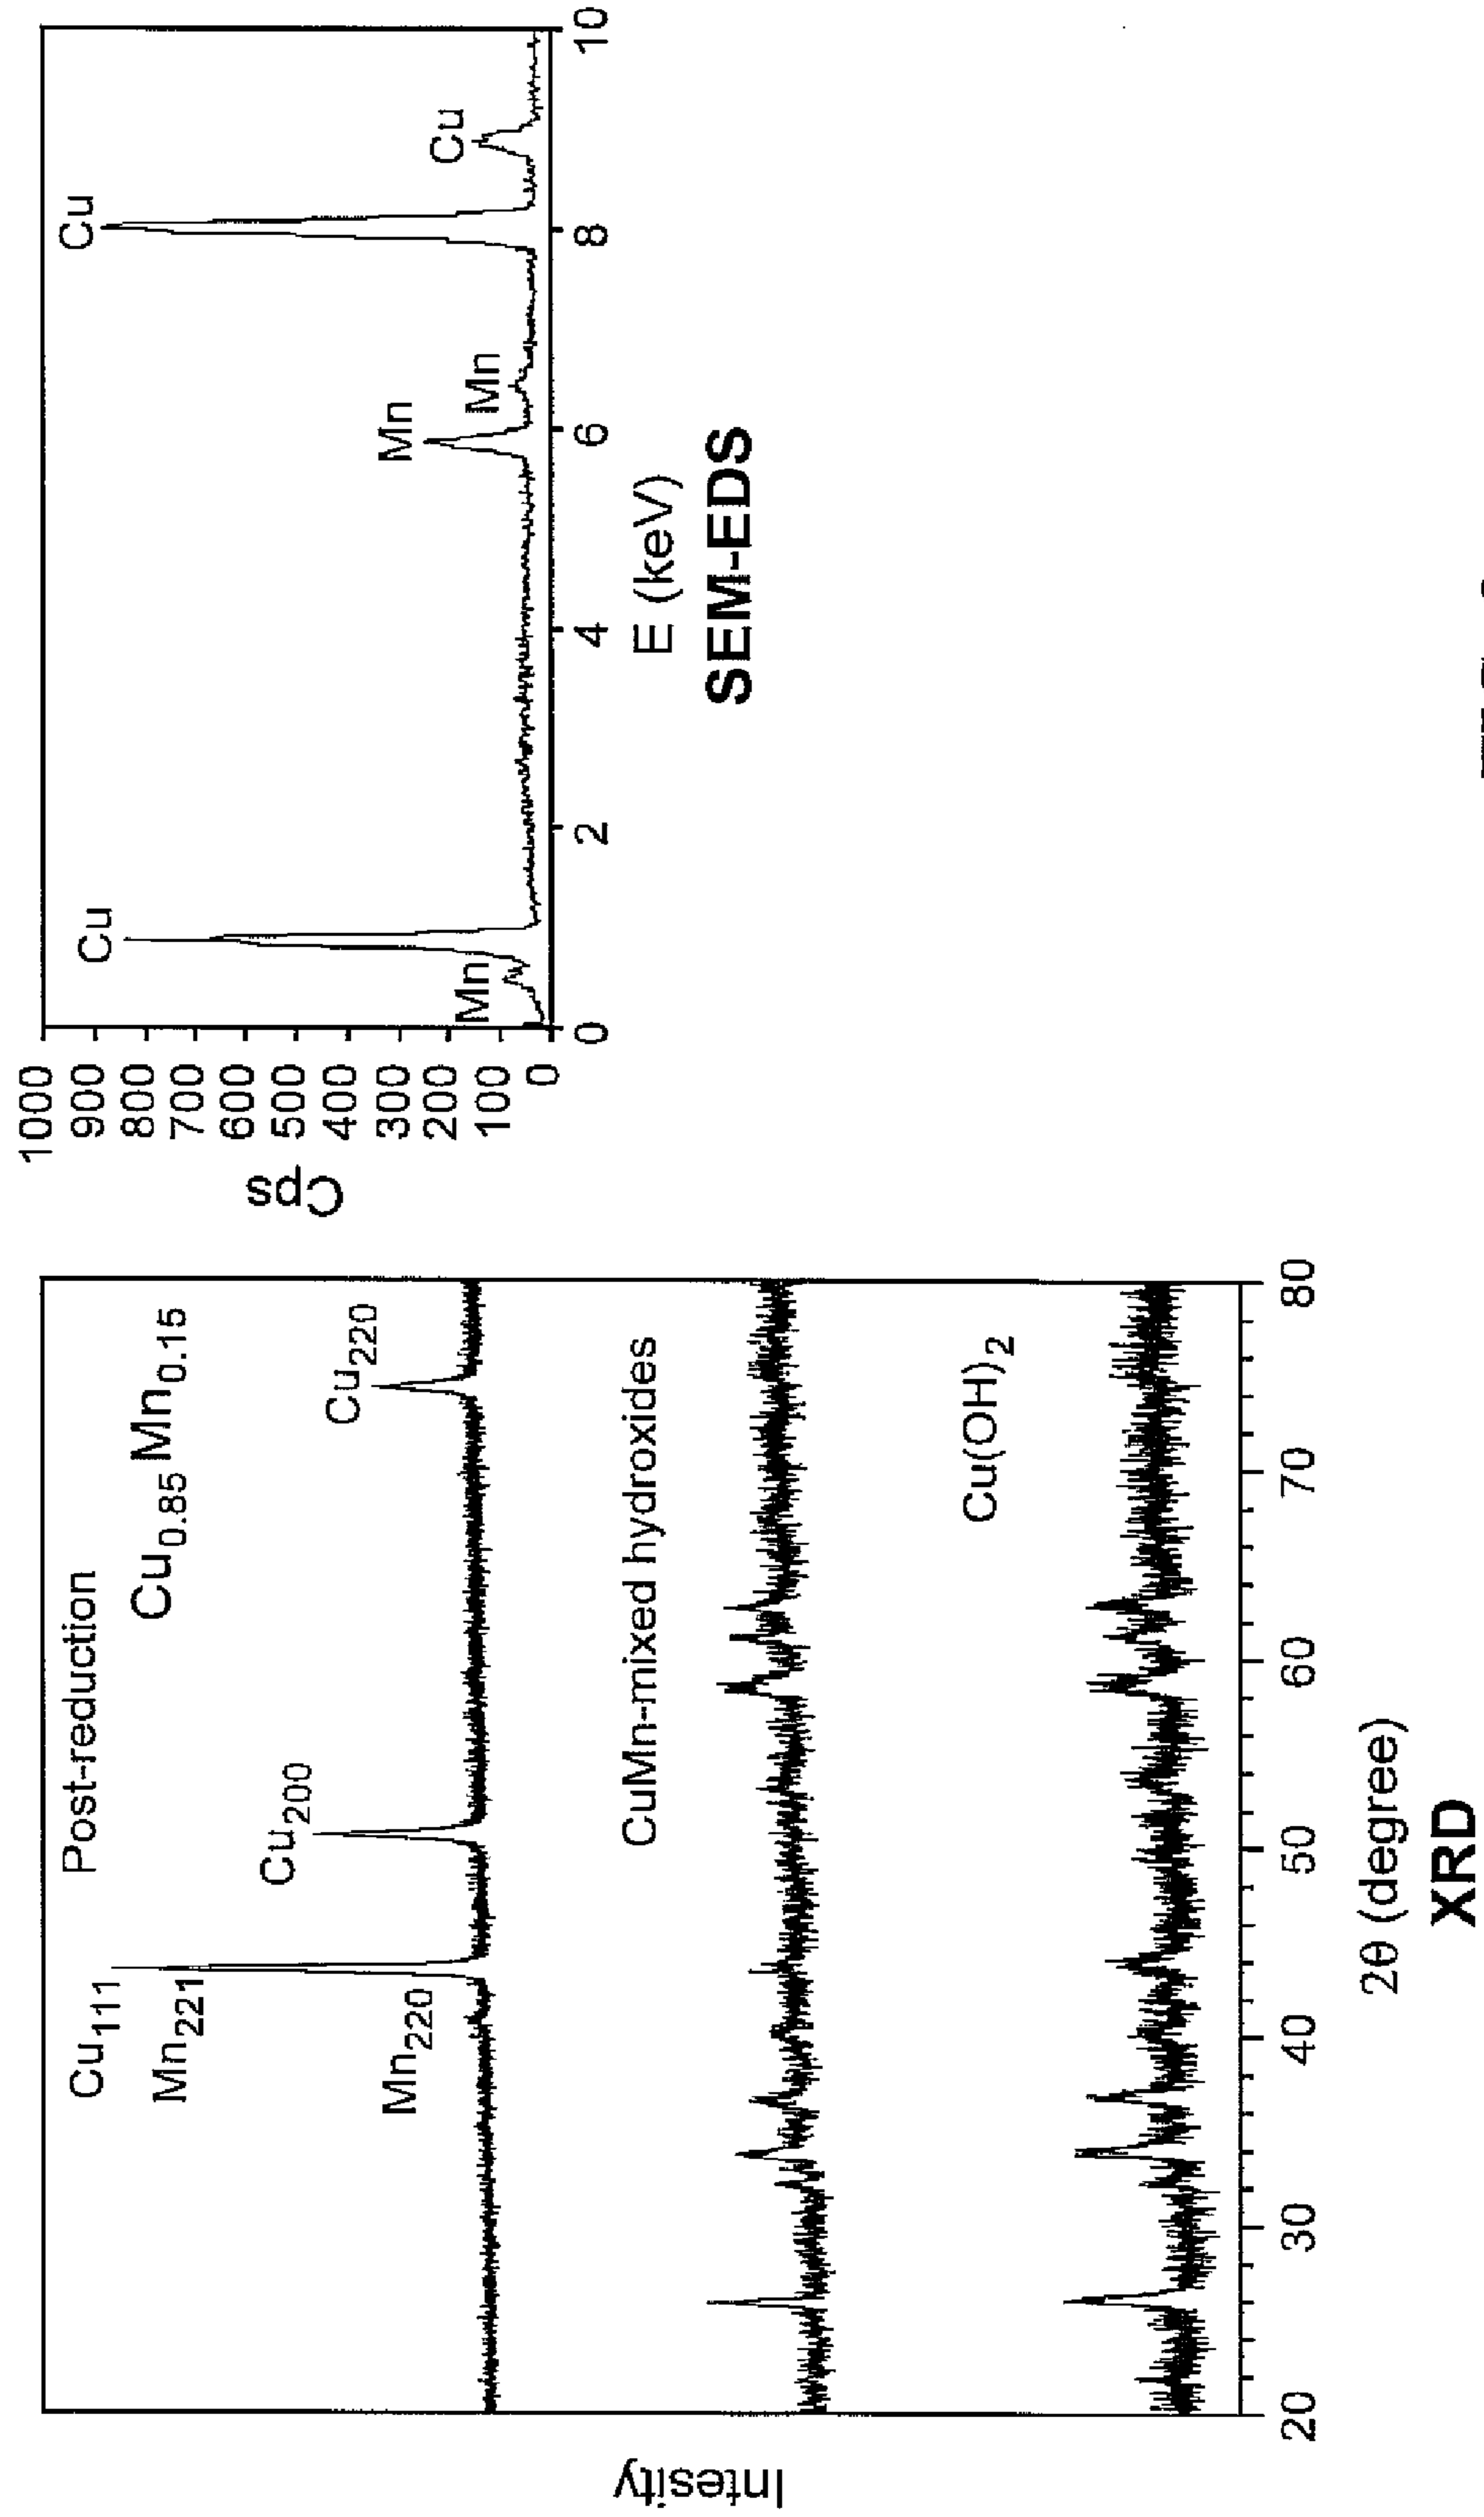 Intesity
Post-reduction
Cu0.85Mn0.15
Cu111
Mn221
Cu200
Cu220
Mn220
CuMn-mixed hydroxides
Cu(OH)2
20 30 40 50 60 70 80
2θ (degree)
XRD
Cps
1000
900
800
700
600
500
400
300
200
100
0
Cu
Mn
Mn
Mn
Cu
Cu
0 2 4 6 8 10
E (keV)
SEM-EDS